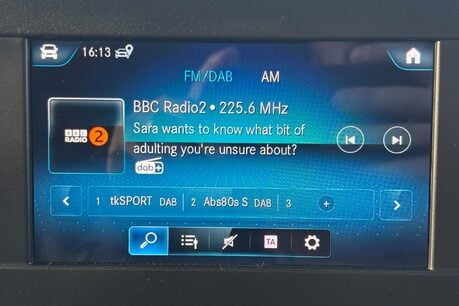 16:13
FM/DAB AM
BBC Radio2 • 225.6 MHz
Sara wants to know what bit of
adulting you're unsure about?
BBC
RADIO 2
dab+
1 tkSPORT DAB 2 Abs80s S DAB 3 +
TA